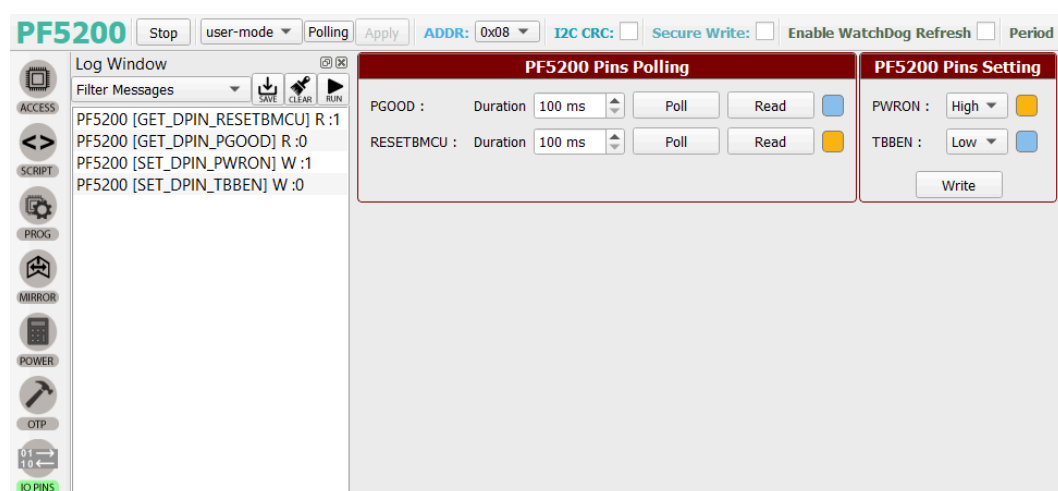 PF5200 Stop user-mode Polling Apply ADDR: 0x08 I2C CRC: Secure Write: Enable WatchDog Refresh Period
ACCESS
SCRIPT
PROG
MIRROR
POWER
OTP
01
10
IO PINS
Log Window
Filter Messages SAVE CLEAR RUN
PF5200 [GET_DPIN_RESETBMCU] R :1
PF5200 [GET_DPIN_PGOOD] R :0
PF5200 [SET_DPIN_PWRON] W :1
PF5200 [SET_DPIN_TBBEN] W :0
PF5200 Pins Polling
PGOOD : Duration 100 ms Poll Read
RESETBMCU : Duration 100 ms Poll Read
PF5200 Pins Setting
PWRON : High
TBBEN : Low
Write